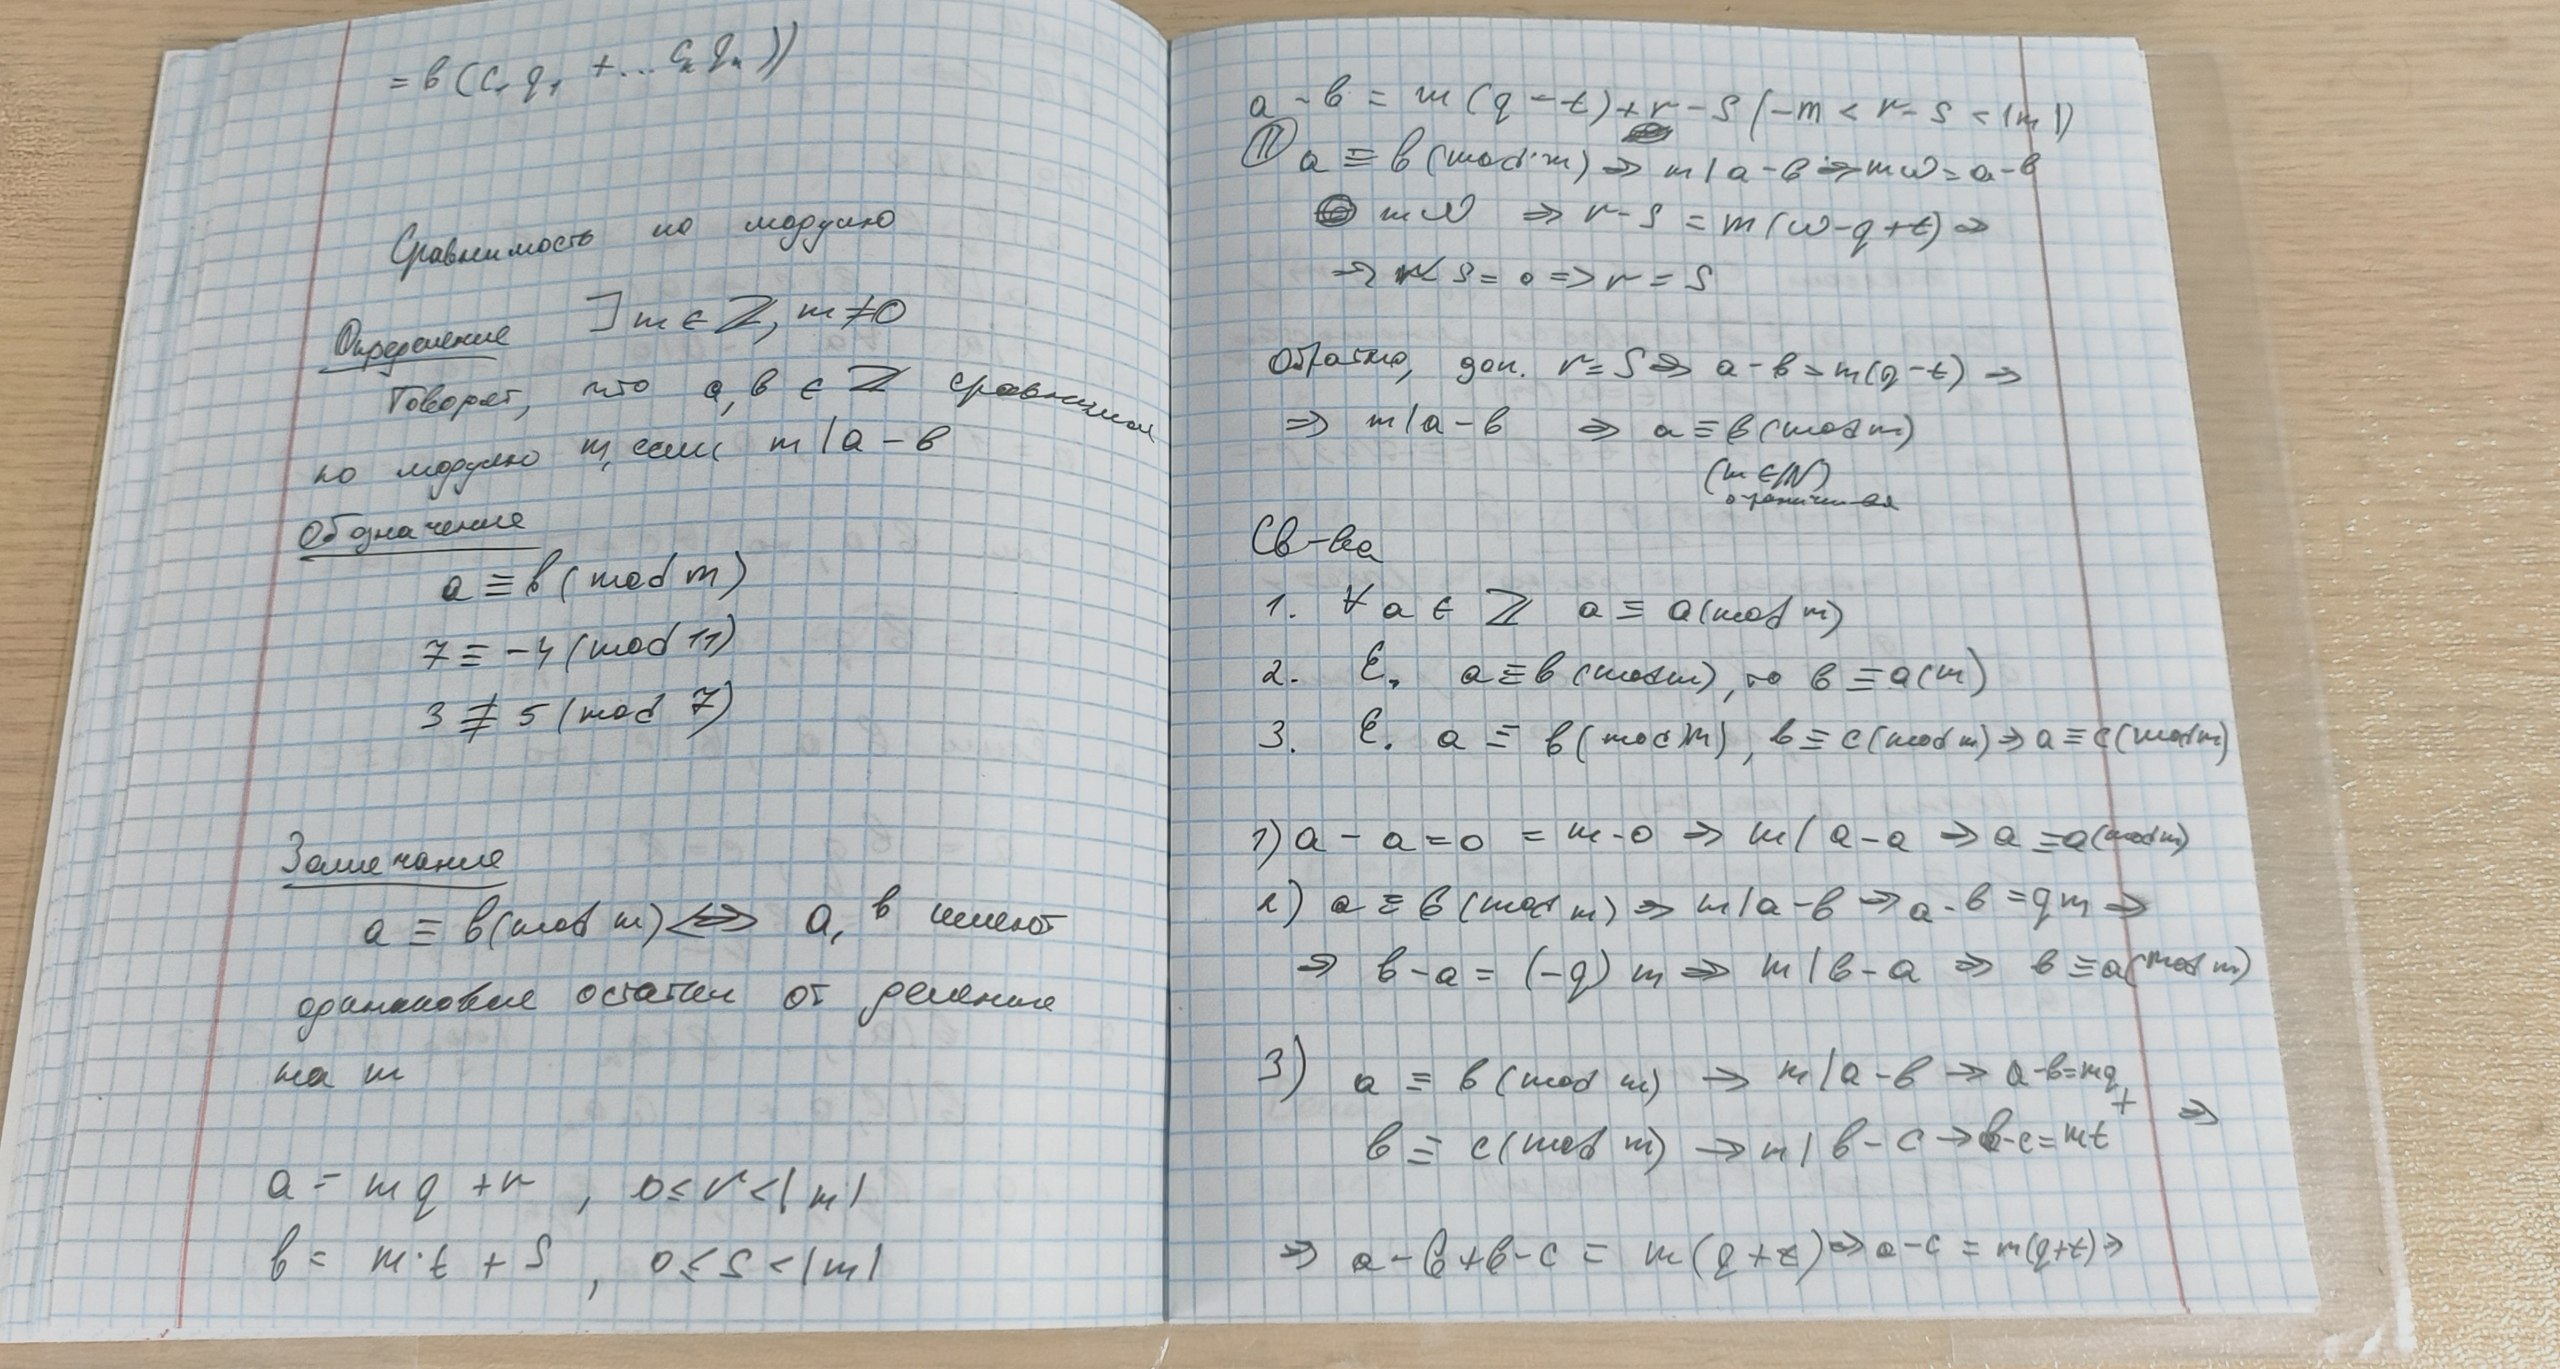 = в(c₁q₁ + ... cₙqₙ))
Сравнимость по модулю
Определение ] m ∈ ℤ, m ≠ 0
Говорят, что a, в ∈ ℤ сравнимы
по модулю m, если m | a - в
Обозначение
a ≡ в (mod m)
7 ≡ -4 (mod 11)
3 ≢ 5 (mod 7)
Замечание
a ≡ в (mod m) ⇔ a, в имеют
одинаковые остатки от деления
на m
a = mq + r , 0 ≤ r < |m|
в = m·t + s , 0 ≤ s < |m|
a - в = m(q - t) + r - s (-m < r - s < |m|)
II a ≡ в (mod m) ⇒ m | a - в ⇒ mω = a - в
mω ⇒ r - s = m(ω - q + t) ⇒
⇒ r - s = 0 ⇒ r = s
Обратно, доп. r = s ⇒ a - в = m(q - t) ⇒
⇒ m | a - в ⇒ a ≡ в (mod m)
(m ∈ ℕ)
Св-ва
1. ∀ a ∈ ℤ a ≡ a (mod m)
2. Е. a ≡ в (mod m), то в ≡ a (m)
3. Е. a ≡ в (mod m), в ≡ c (mod m) ⇒ a ≡ c (mod m)
1) a - a = 0 = m · 0 ⇒ m | a - a ⇒ a ≡ a (mod m)
2) a ≡ в (mod m) ⇒ m | a - в ⇒ a - в = qm ⇒
⇒ в - a = (-q) m ⇒ m | в - a ⇒ в ≡ a (mod m)
3) a ≡ в (mod m) → m | a - в → a - в = mq
+ ⇒
в ≡ c (mod m) → m | в - c → в - c = mt
⇒ a - в + в - c = m(q + t) ⇒ a - c = m(q + t) ⇒